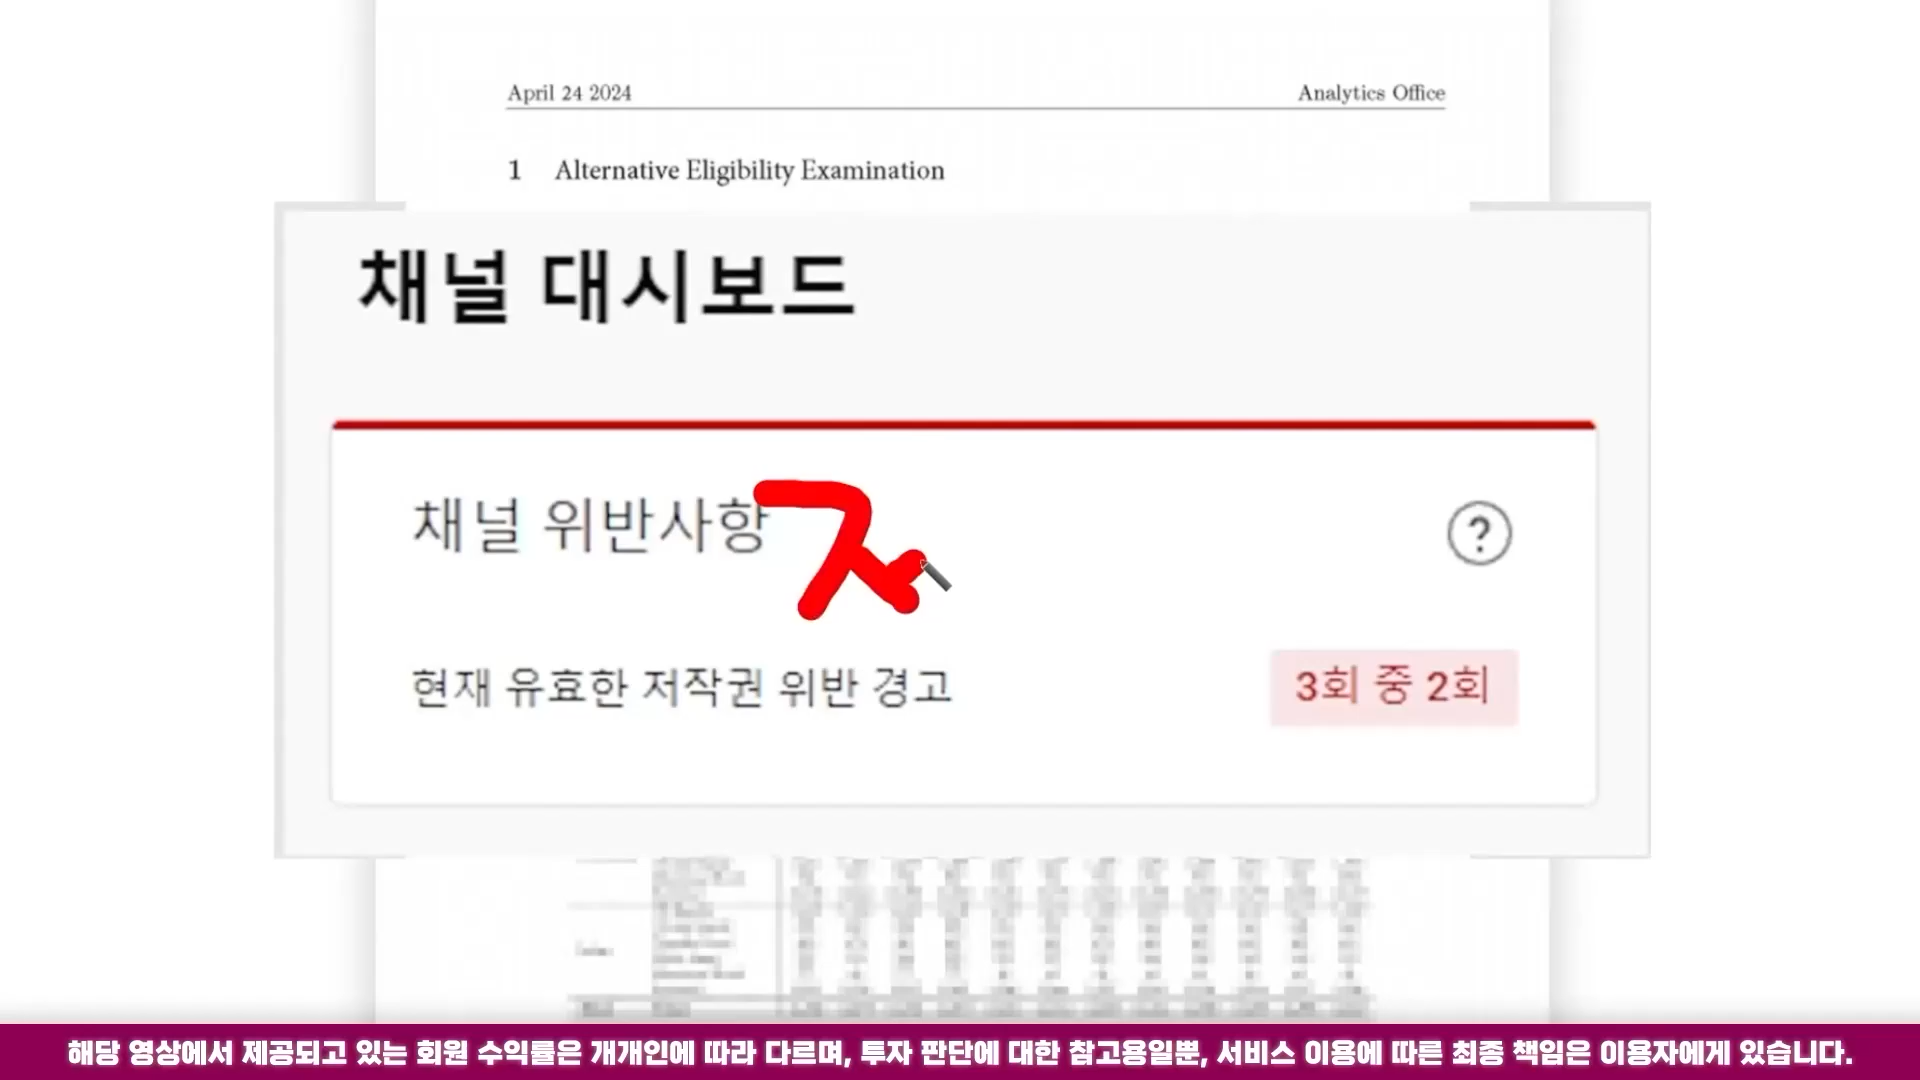 April 24 2024 Analytics Office
1 Alternative Eligibility Examination
채널 대시보드
채널 위반사항
?
현재 유효한 저작권 위반 경고 3회 중 2회
해당 영상에서 제공되고 있는 회원 수익률은 개개인에 따라 다르며, 투자 판단에 대한 참고용일뿐, 서비스 이용에 따른 최종 책임은 이용자에게 있습니다.